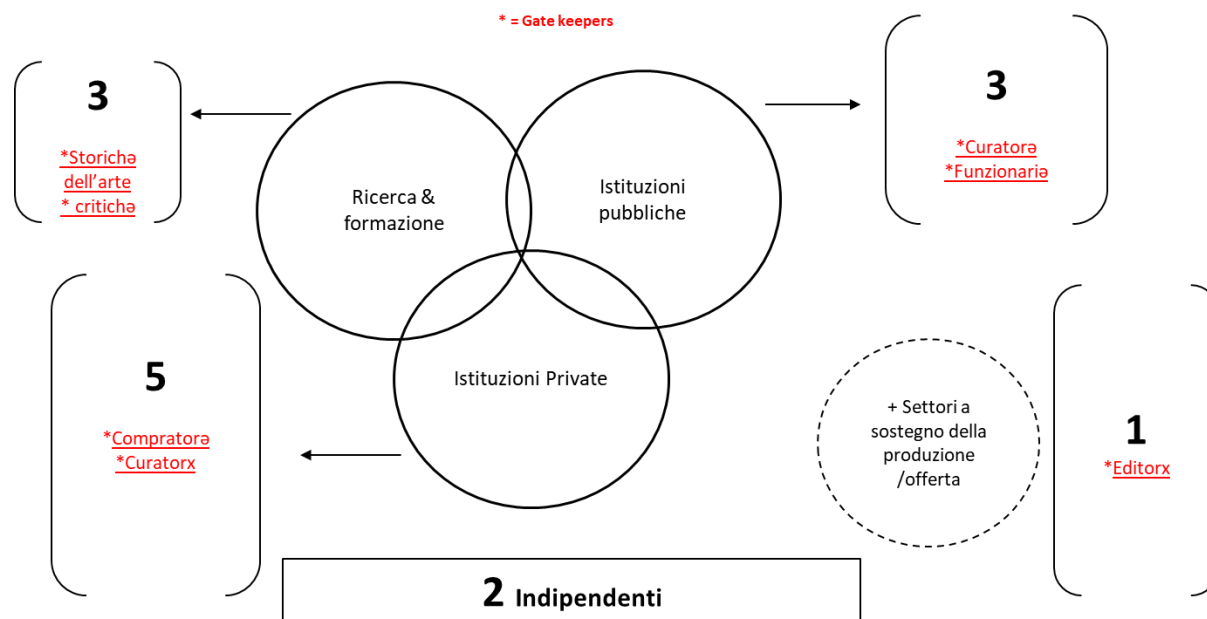 * = Gate keepers
3
*Storichə
dell'arte
* critichə
Ricerca &
formazione
Istituzioni
pubbliche
3
*Curatorə
*Funzionariə
5
*Compratorə
*Curatorx
Istituzioni Private
+ Settori a
sostegno della
produzione
/offerta
1
*Editorx
2 Indipendenti